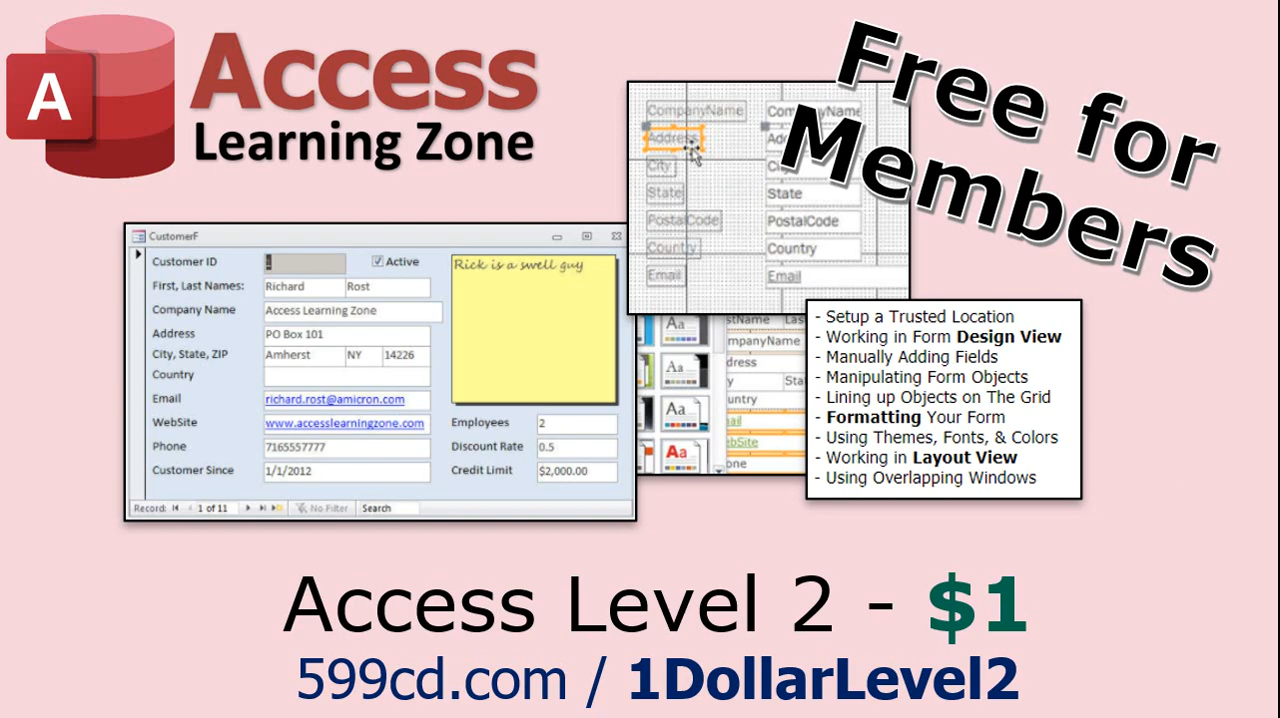 A
Access
Learning Zone
Free for
Members
CompanyName CompanyName
Address
City
State State
PostalCode PostalCode
Country Country
Email Email
CustomerF
Customer ID Active
First, Last Names: Richard Rost
Company Name Access Learning Zone
Address PO Box 101
City, State, ZIP Amherst NY 14226
Country
Email richard.rost@amicron.com
WebSite www.accesslearningzone.com
Phone 7165557777
Customer Since 1/1/2012
Rick is a swell guy
Employees 2
Discount Rate 0.5
Credit Limit $2,000.00
Record: 1 of 11 No Filter Search
Aa
Aa
Aa
Aa
- Setup a Trusted Location
- Working in Form Design View
- Manually Adding Fields
- Manipulating Form Objects
- Lining up Objects on The Grid
- Formatting Your Form
- Using Themes, Fonts, & Colors
- Working in Layout View
- Using Overlapping Windows
Access Level 2 - $1
599cd.com / 1DollarLevel2